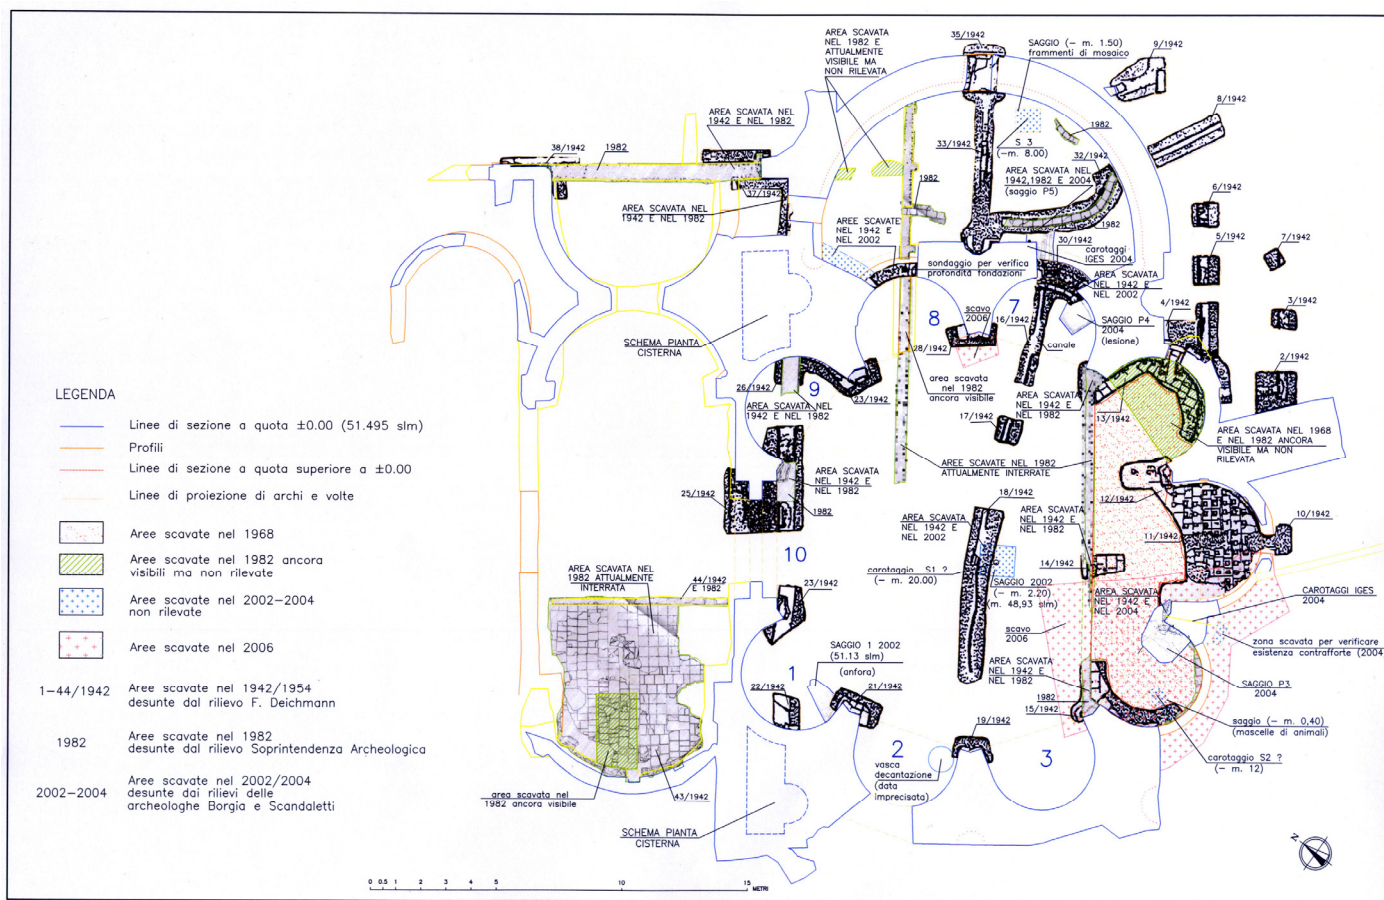 AREA SCAVATA
NEL 1982 E
ATTUALMENTE
VISIBILE MA
NON RILEVATA
35/1942
SAGGIO (– m. 1.50)
frammenti di mosaico
9/1942
8/1942
AREA SCAVATA NEL
1942 E NEL 1982
38/1942
1982
33/1942
S 3
(–m. 8.00)
1982
32/1942
AREA SCAVATA NEL
1942,1982 E 2004
(saggio P5)
37/1942
1982
AREA SCAVATA NEL
1942 E NEL 1982
AREE SCAVATE
NEL 1942 E
NEL 2002
1982
6/1942
5/1942
7/1942
30/1942
carotaggi
IGES 2004
sondaggio per verifica
profondità fondazioni
AREA SCAVATA
NEL 1942 E
NEL 2002
8
7
scavo
2006
16/1942
SAGGIO P4
2004
(lesione)
4/1942
3/1942
SCHEMA PIANTA
CISTERNA
28/1942
canale
2/1942
area scavata
nel 1982
ancora visibile
26/1942
9
23/1942
AREA SCAVATA NEL
1942 E NEL 1982
AREA SCAVATA
NEL 1942 E
NEL 1982
13/1942
17/1942
AREA SCAVATA NEL 1968
E NEL 1982 ANCORA
VISIBILE MA NON
RILEVATA
LEGENDA
Linee di sezione a quota ±0.00 (51.495 slm)
Profili
Linee di sezione a quota superiore a ±0.00
Linee di proiezione di archi e volte
Aree scavate nel 1968
Aree scavate nel 1982 ancora
visibili ma non rilevate
Aree scavate nel 2002–2004
non rilevate
Aree scavate nel 2006
1–44/1942
Aree scavate nel 1942/1954
desunte dal rilievo F. Deichmann
1982
Aree scavate nel 1982
desunte dal rilievo Soprintendenza Archeologica
2002–2004
Aree scavate nel 2002/2004
desunte dai rilievi delle
archeologhe Borgia e Scandaletti
AREE SCAVATE NEL 1982
ATTUALMENTE INTERRATE
AREA SCAVATA
NEL 1942 E
NEL 1982
25/1942
1982
12/1942
18/1942
AREA SCAVATA
NEL 1942 E
NEL 2002
AREA SCAVATA
NEL 1942 E
NEL 1982
10/1942
11/1942
10
14/1942
AREA SCAVATA NEL
1982 ATTUALMENTE
INTERRATA
44/1942
E 1982
23/1942
carotaggio S1 ?
(– m. 20.00)
SAGGIO 2002
(– m. 2.20)
(m. 48,93 slm)
AREA SCAVATA
NEL 1942 E
NEL 2004
CAROTAGGI IGES
2004
scavo
2006
zona scavata per verificare
esistenza contrafforte (2004)
SAGGIO 1 2002
(51.13 slm)
(anfora)
1
22/1942
21/1942
AREA SCAVATA
NEL 1942 E
NEL 1982
SAGGIO P3
2004
1982
15/1942
saggio (– m. 0,40)
(mascelle di animali)
19/1942
2
3
carotaggio S2 ?
(– m. 12)
vasca
decantazione
(data
imprecisata)
area scavata nel
1982 ancora visibile
43/1942
SCHEMA PIANTA
CISTERNA
N
0 0.5 1 2 3 4 5 10 15 METRI